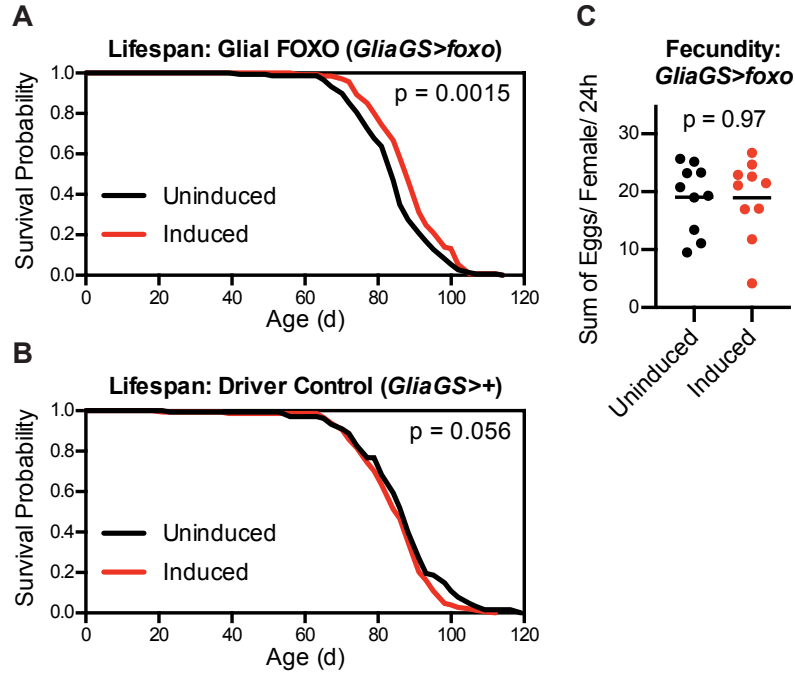 A
Lifespan: Glial FOXO (GliaGS>foxo)
Survival Probability
1.0
0.8
0.6
0.4
0.2
0.0
p = 0.0015
Uninduced
Induced
0 20 40 60 80 100 120
Age (d)
B
Lifespan: Driver Control (GliaGS>+)
Survival Probability
1.0
0.8
0.6
0.4
0.2
0.0
p = 0.056
Uninduced
Induced
0 20 40 60 80 100 120
Age (d)
C
Fecundity:
GliaGS>foxo
Sum of Eggs/ Female/ 24h
p = 0.97
30
20
10
0
Uninduced
Induced